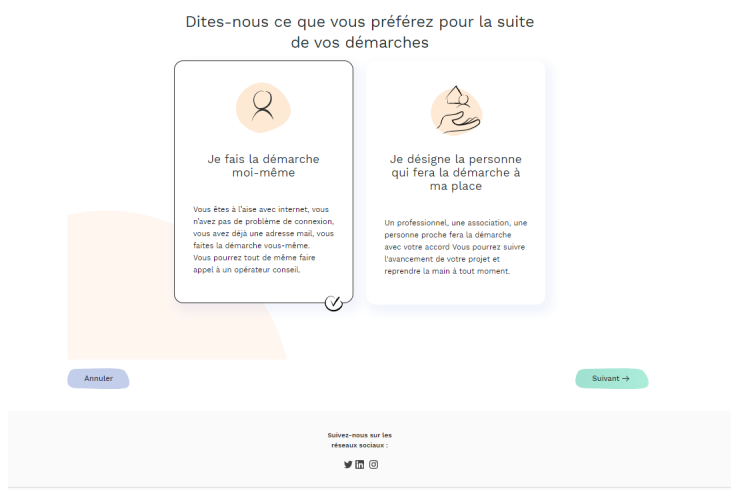 Dites-nous ce que vous préférez pour la suite
de vos démarches
Je fais la démarche
moi-même
Vous êtes à l'aise avec internet, vous
n'avez pas de problème de connexion,
vous avez déjà une adresse mail, vous
faites la démarche vous-même.
Vous pourrez tout de même faire
appel à un opérateur conseil.
Je désigne la personne
qui fera la démarche à
ma place
Un professionnel, une association, une
personne proche fera la démarche
avec votre accord Vous pourrez suivre
l'avancement de votre projet et
reprendre la main à tout moment.
Annuler
Suivant →
Suivez-nous sur les
réseaux sociaux :